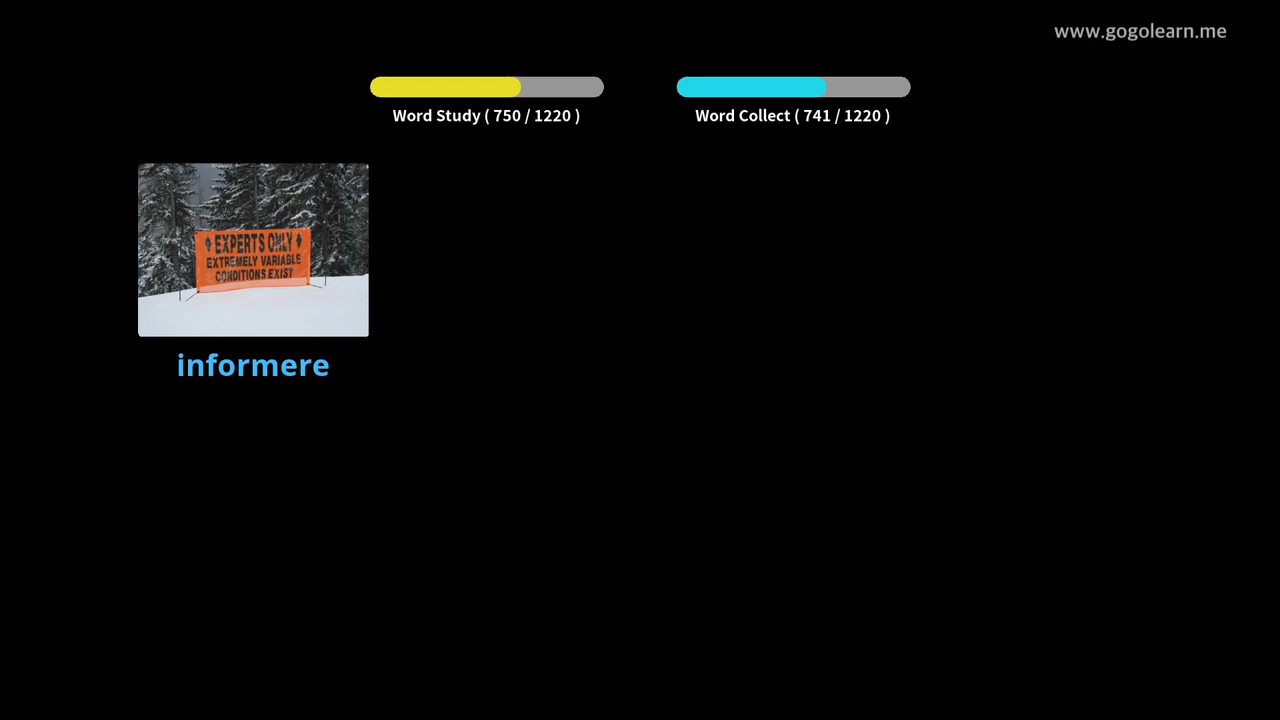 www.gogolearn.me
Word Study ( 750 / 1220 )
Word Collect ( 741 / 1220 )
EXPERTS ONLY
EXTREMELY VARIABLE
CONDITIONS EXIST
informere